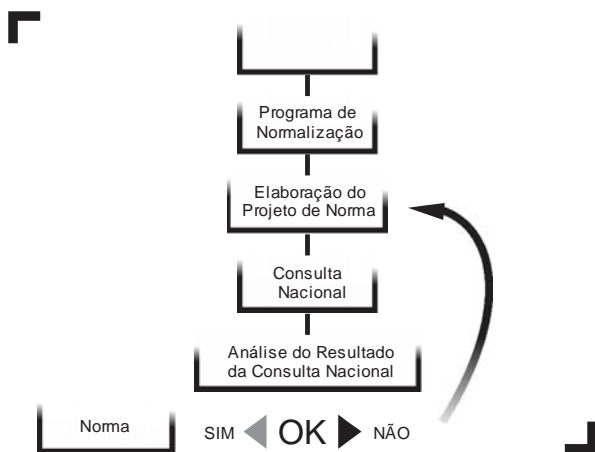 Programa de
Normalização
Elaboração do
Projeto de Norma
Consulta
Nacional
Análise do Resultado
da Consulta Nacional
Norma
SIM OK NÃO